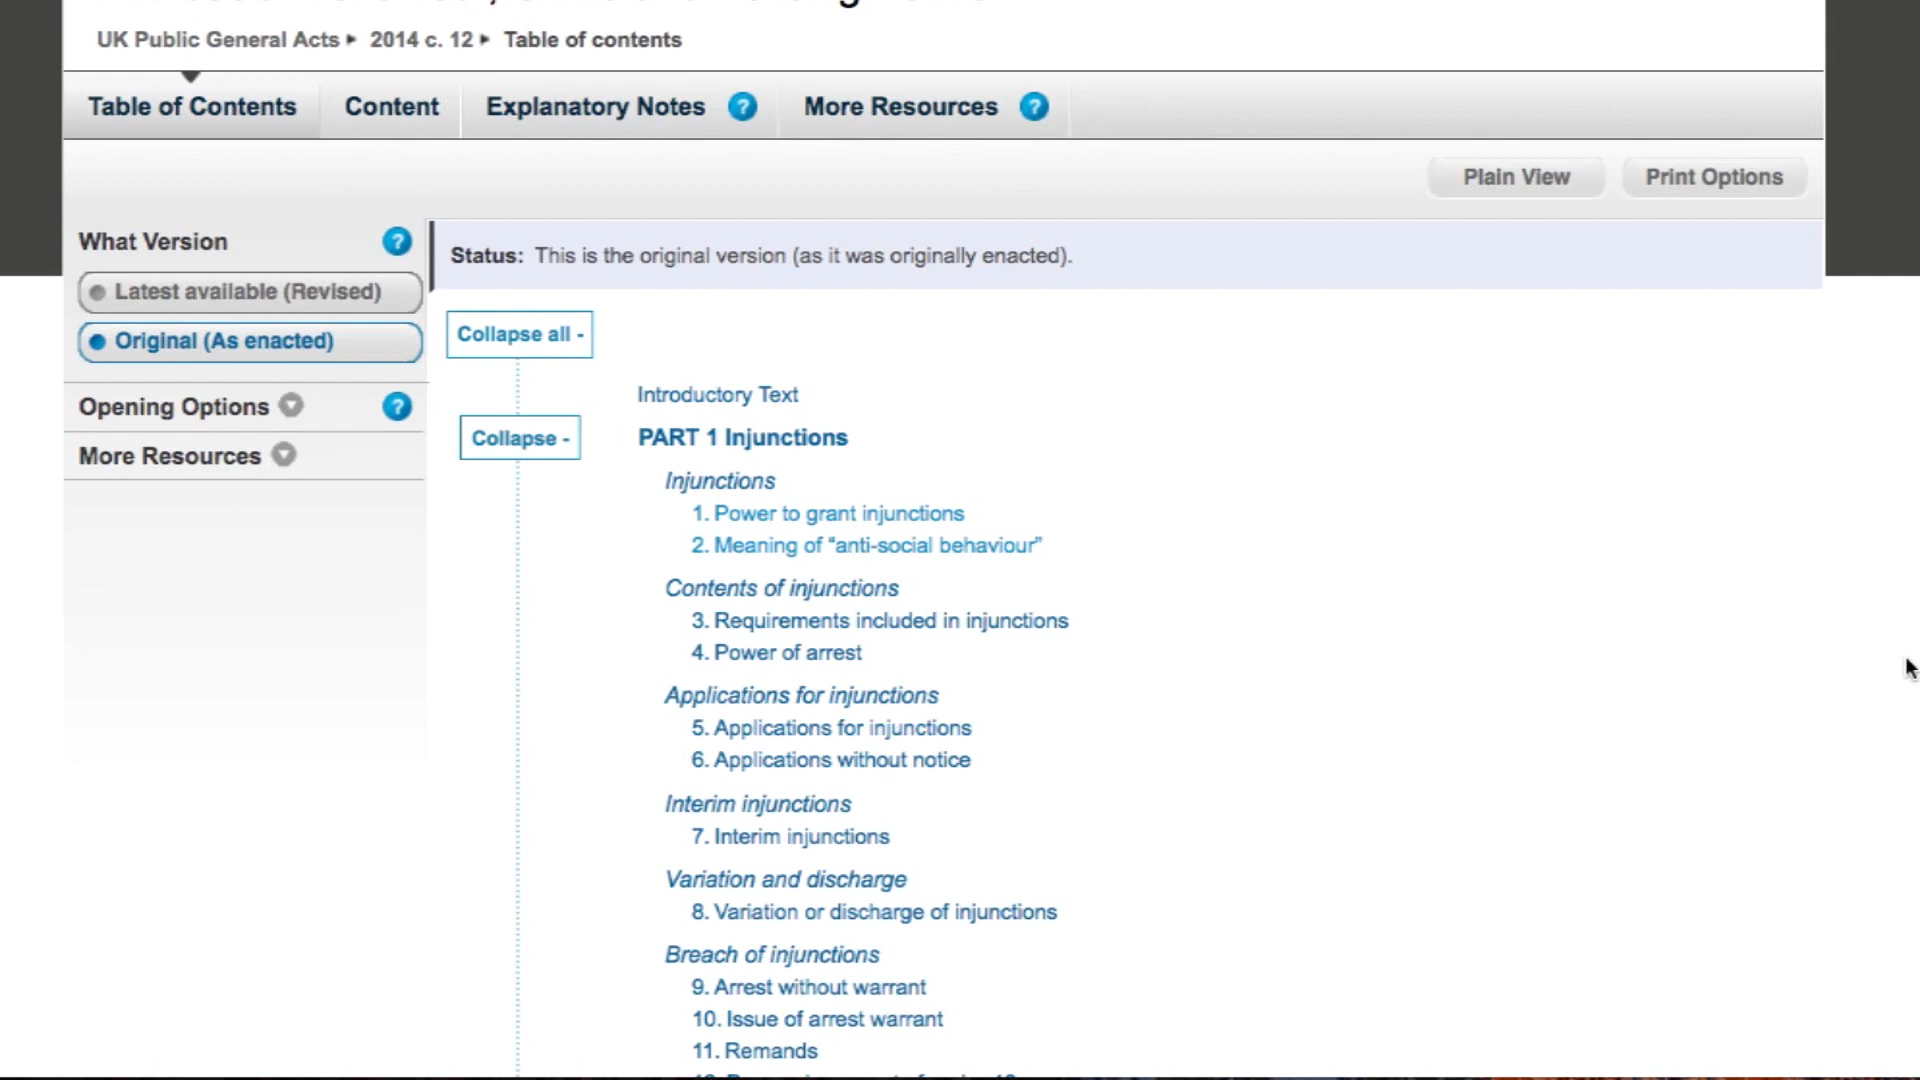 UK Public General Acts ▸ 2014 c. 12 ▸ Table of contents
Table of Contents Content Explanatory Notes ? More Resources ?
Plain View Print Options
What Version ?
Status: This is the original version (as it was originally enacted).
Latest available (Revised)
Original (As enacted)
Collapse all -
Opening Options ?
Introductory Text
Collapse -
PART 1 Injunctions
More Resources
Injunctions
1. Power to grant injunctions
2. Meaning of “anti-social behaviour”
Contents of injunctions
3. Requirements included in injunctions
4. Power of arrest
Applications for injunctions
5. Applications for injunctions
6. Applications without notice
Interim injunctions
7. Interim injunctions
Variation and discharge
8. Variation or discharge of injunctions
Breach of injunctions
9. Arrest without warrant
10. Issue of arrest warrant
11. Remands